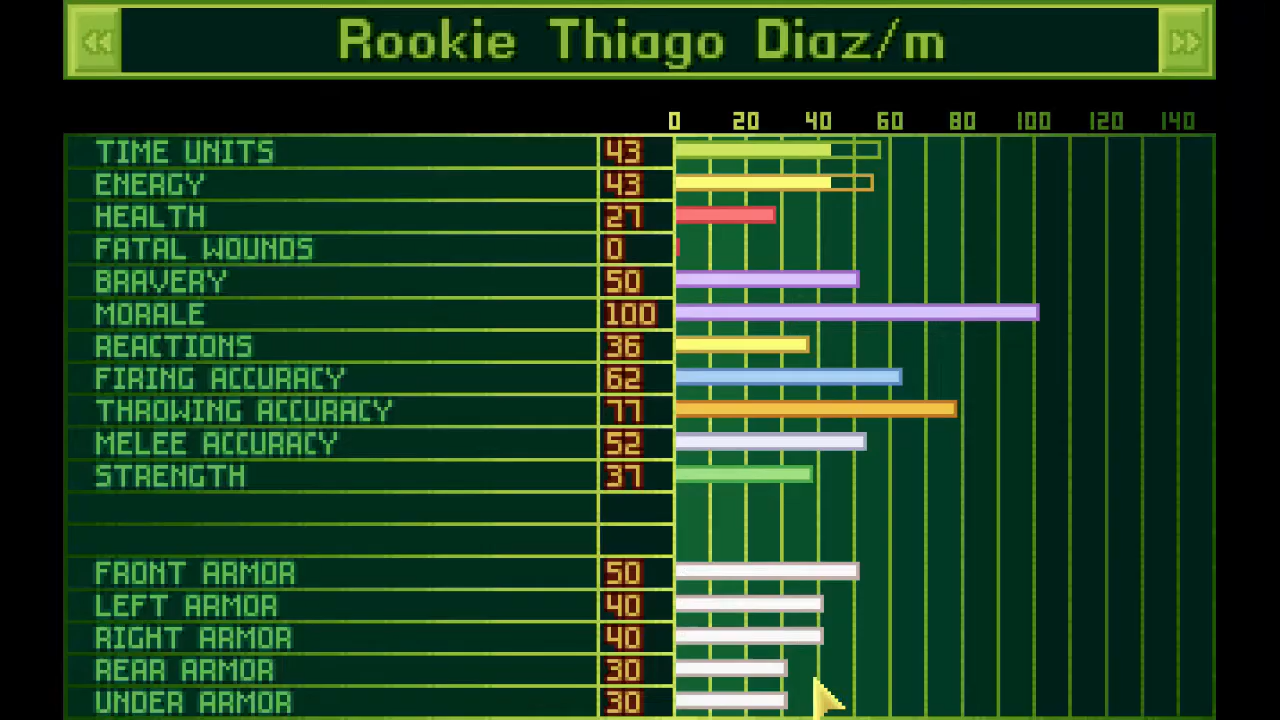 Rookie Thiago Diaz/m
0 20 40 60 80 100 120 140
TIME UNITS 43
ENERGY 43
HEALTH 27
FATAL WOUNDS 0
BRAVERY 50
MORALE 100
REACTIONS 36
FIRING ACCURACY 62
THROWING ACCURACY 77
MELEE ACCURACY 52
STRENGTH 37
FRONT ARMOR 50
LEFT ARMOR 40
RIGHT ARMOR 40
REAR ARMOR 30
UNDER ARMOR 30